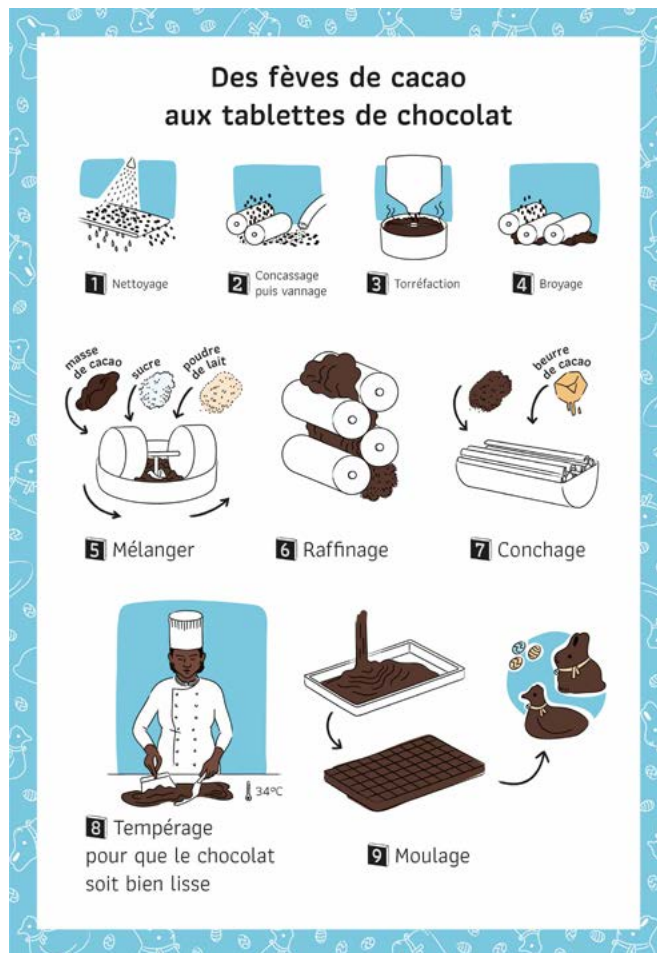 Des fèves de cacao
aux tablettes de chocolat
1 Nettoyage
2 Concassage
puis vannage
3 Torréfaction
4 Broyage
masse
de cacao
sucre
poudre
de lait
beurre
de cacao
5 Mélanger
6 Raffinage
7 Conchage
34°C
8 Tempérage
pour que le chocolat
soit bien lisse
9 Moulage